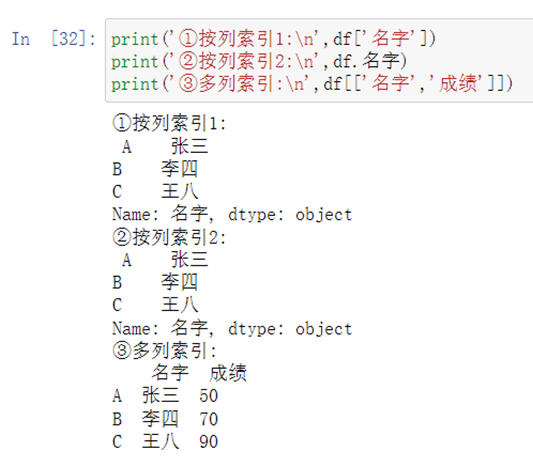 In [32]: print('①按列索引1:\n',df['名字'])
print('②按列索引2:\n',df.名字)
print('③多列索引:\n',df[['名字','成绩']])
①按列索引1:
A 张三
B 李四
C 王八
Name: 名字, dtype: object
②按列索引2:
A 张三
B 李四
C 王八
Name: 名字, dtype: object
③多列索引:
名字 成绩
A 张三 50
B 李四 70
C 王八 90